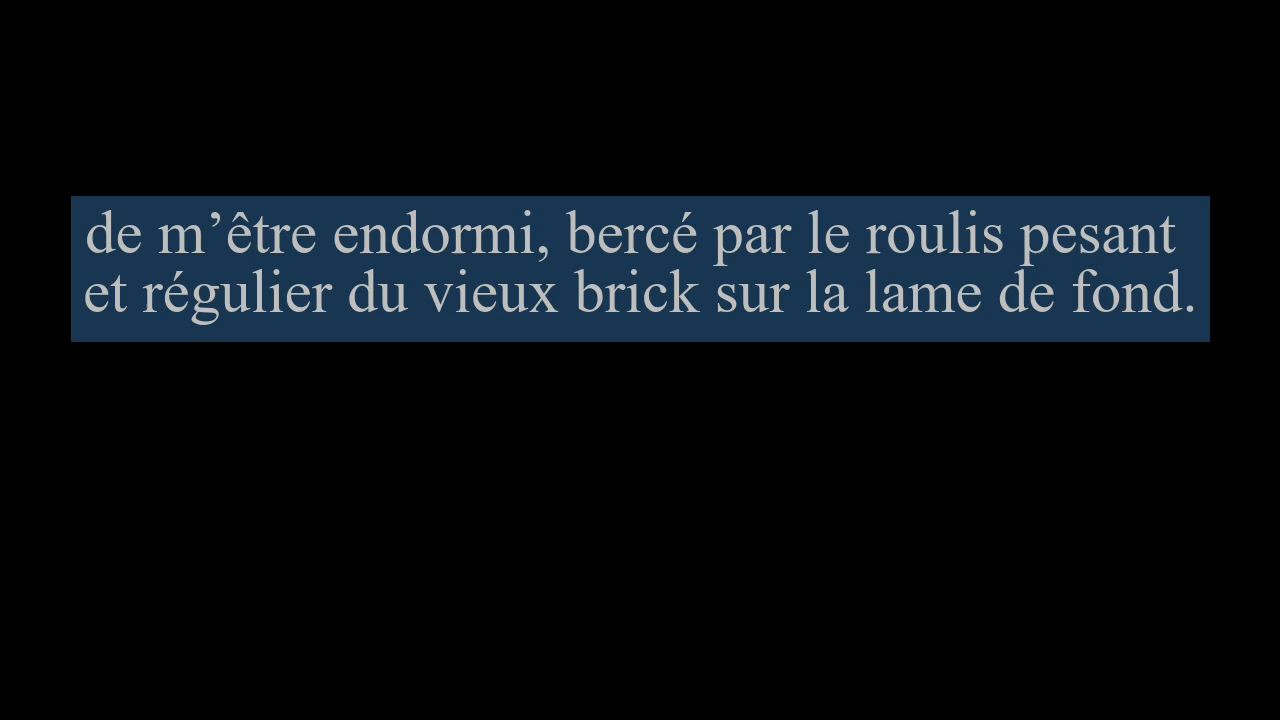 de m’être endormi, bercé par le roulis pesant
et régulier du vieux brick sur la lame de fond.